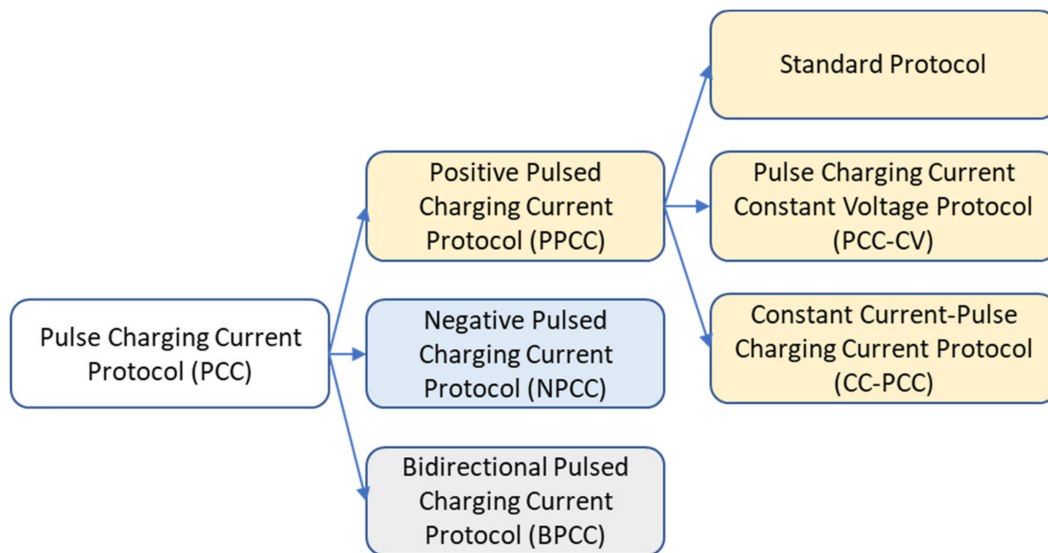 Pulse Charging Current
Protocol (PCC)
Positive Pulsed
Charging Current
Protocol (PPCC)
Negative Pulsed
Charging Current
Protocol (NPCC)
Bidirectional Pulsed
Charging Current
Protocol (BPCC)
Standard Protocol
Pulse Charging Current
Constant Voltage Protocol
(PCC-CV)
Constant Current-Pulse
Charging Current Protocol
(CC-PCC)